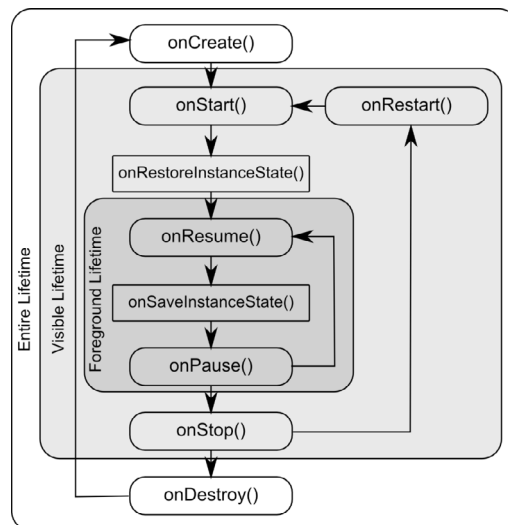 onCreate()
onStart()
onRestart()
onRestoreInstanceState()
onResume()
onSaveInstanceState()
onPause()
onStop()
onDestroy()
Entire Lifetime
Visible Lifetime
Foreground Lifetime